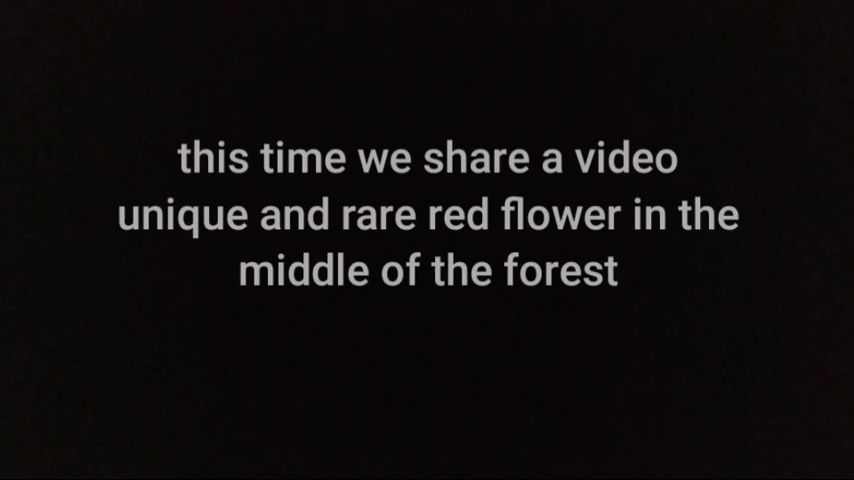 this time we share a video
unique and rare red flower in the
middle of the forest